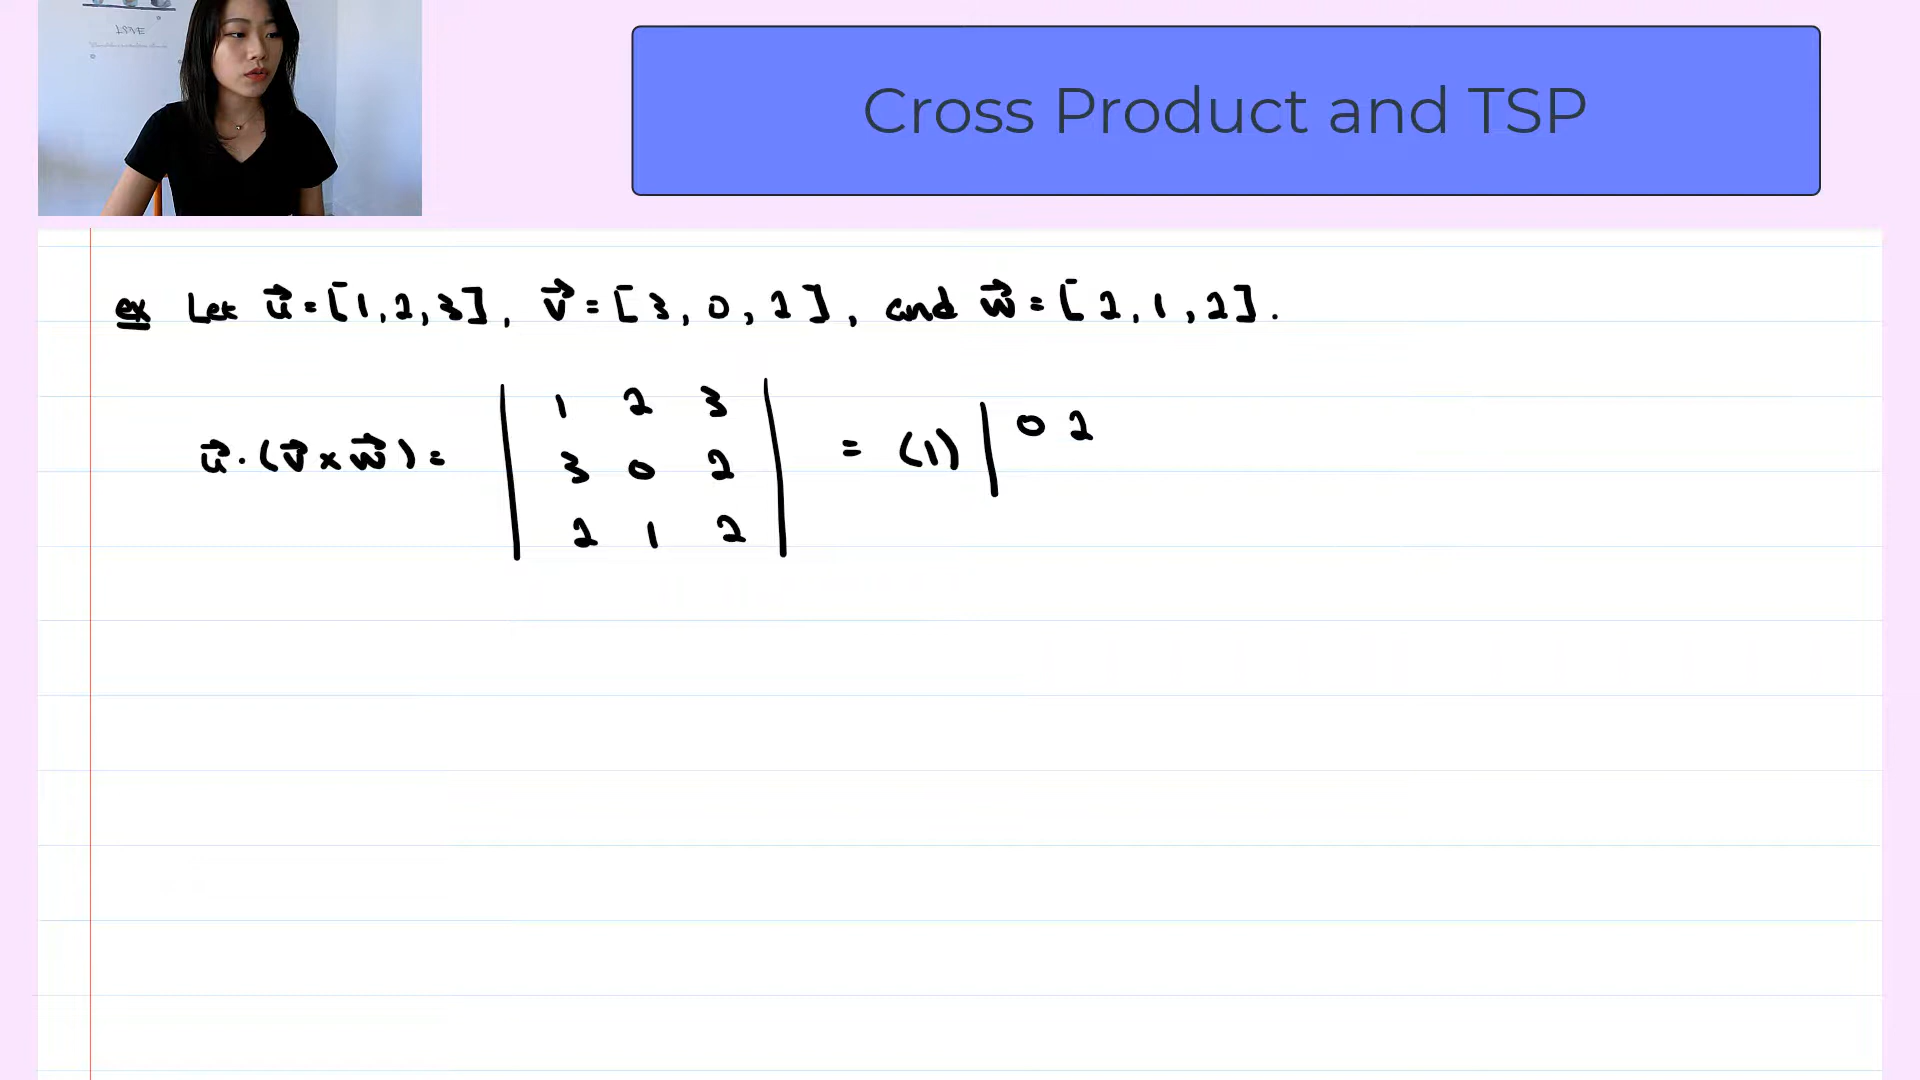 LOVE
Cross Product and TSP
ex Let u⃗ = [1, 2, 3], v⃗ = [3, 0, 2], and w⃗ = [2, 1, 2].
1 2 3
u⃗ · (v⃗ × w⃗) = | 3 0 2 | = (1) | 0 2
2 1 2